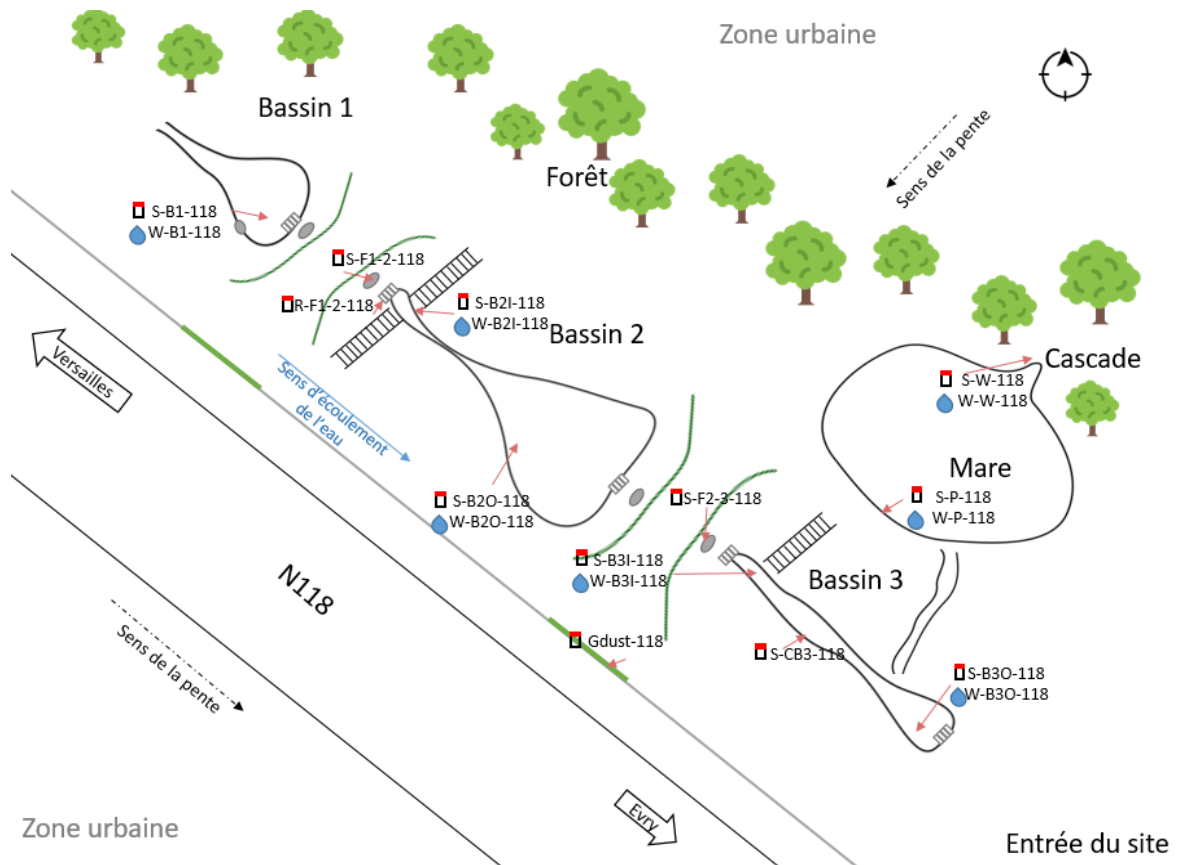 Zone urbaine
Bassin 1
Sens de la pente
Forêt
S-B1-118
W-B1-118
S-F1-2-118
R-F1-2-118
S-B2I-118
W-B2I-118
Bassin 2
Versailles
Sens d'écoulement
de l'eau
Cascade
S-W-118
W-W-118
Mare
S-B2O-118
W-B2O-118
S-F2-3-118
S-P-118
W-P-118
S-B3I-118
W-B3I-118
Bassin 3
N118
Gdust-118
S-CB3-118
Sens de la pente
S-B3O-118
W-B3O-118
Evry
Zone urbaine
Entrée du site